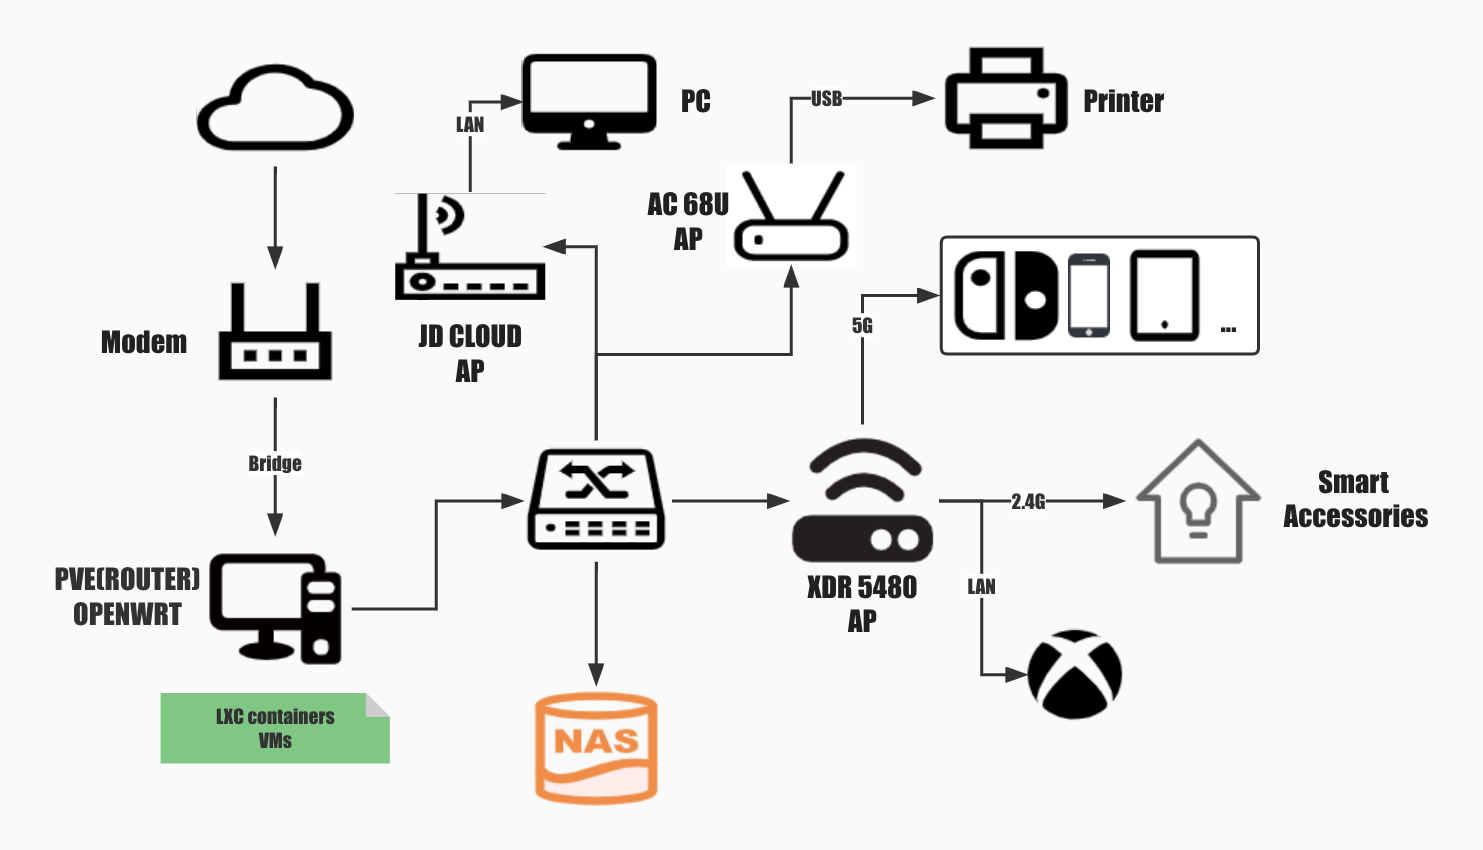 PC
LAN
USB
Printer
AC 68U
AP
JD CLOUD
AP
Modem
5G
...
Bridge
2.4G
Smart
Accessories
PVE(ROUTER)
OPENWRT
XDR 5480
AP
LAN
LXC containers
VMs
NAS